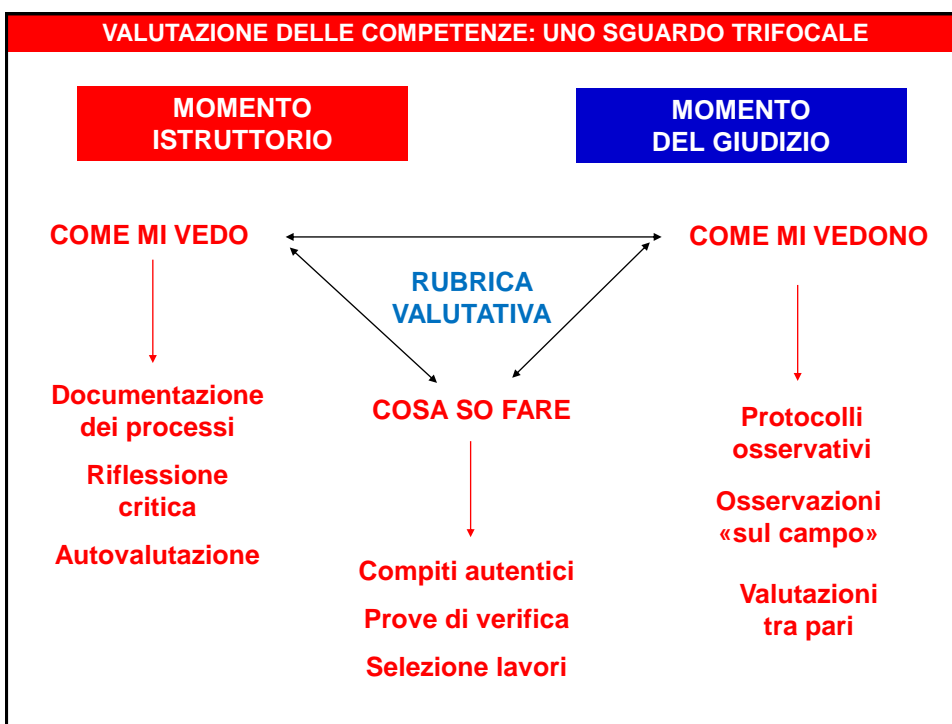 VALUTAZIONE DELLE COMPETENZE: UNO SGUARDO TRIFOCALE
MOMENTO
ISTRUTTORIO
MOMENTO
DEL GIUDIZIO
COME MI VEDO
COME MI VEDONO
RUBRICA
VALUTATIVA
COSA SO FARE
Documentazione
dei processi
Riflessione
critica
Autovalutazione
Compiti autentici
Prove di verifica
Selezione lavori
Protocolli
osservativi
Osservazioni
«sul campo»
Valutazioni
tra pari